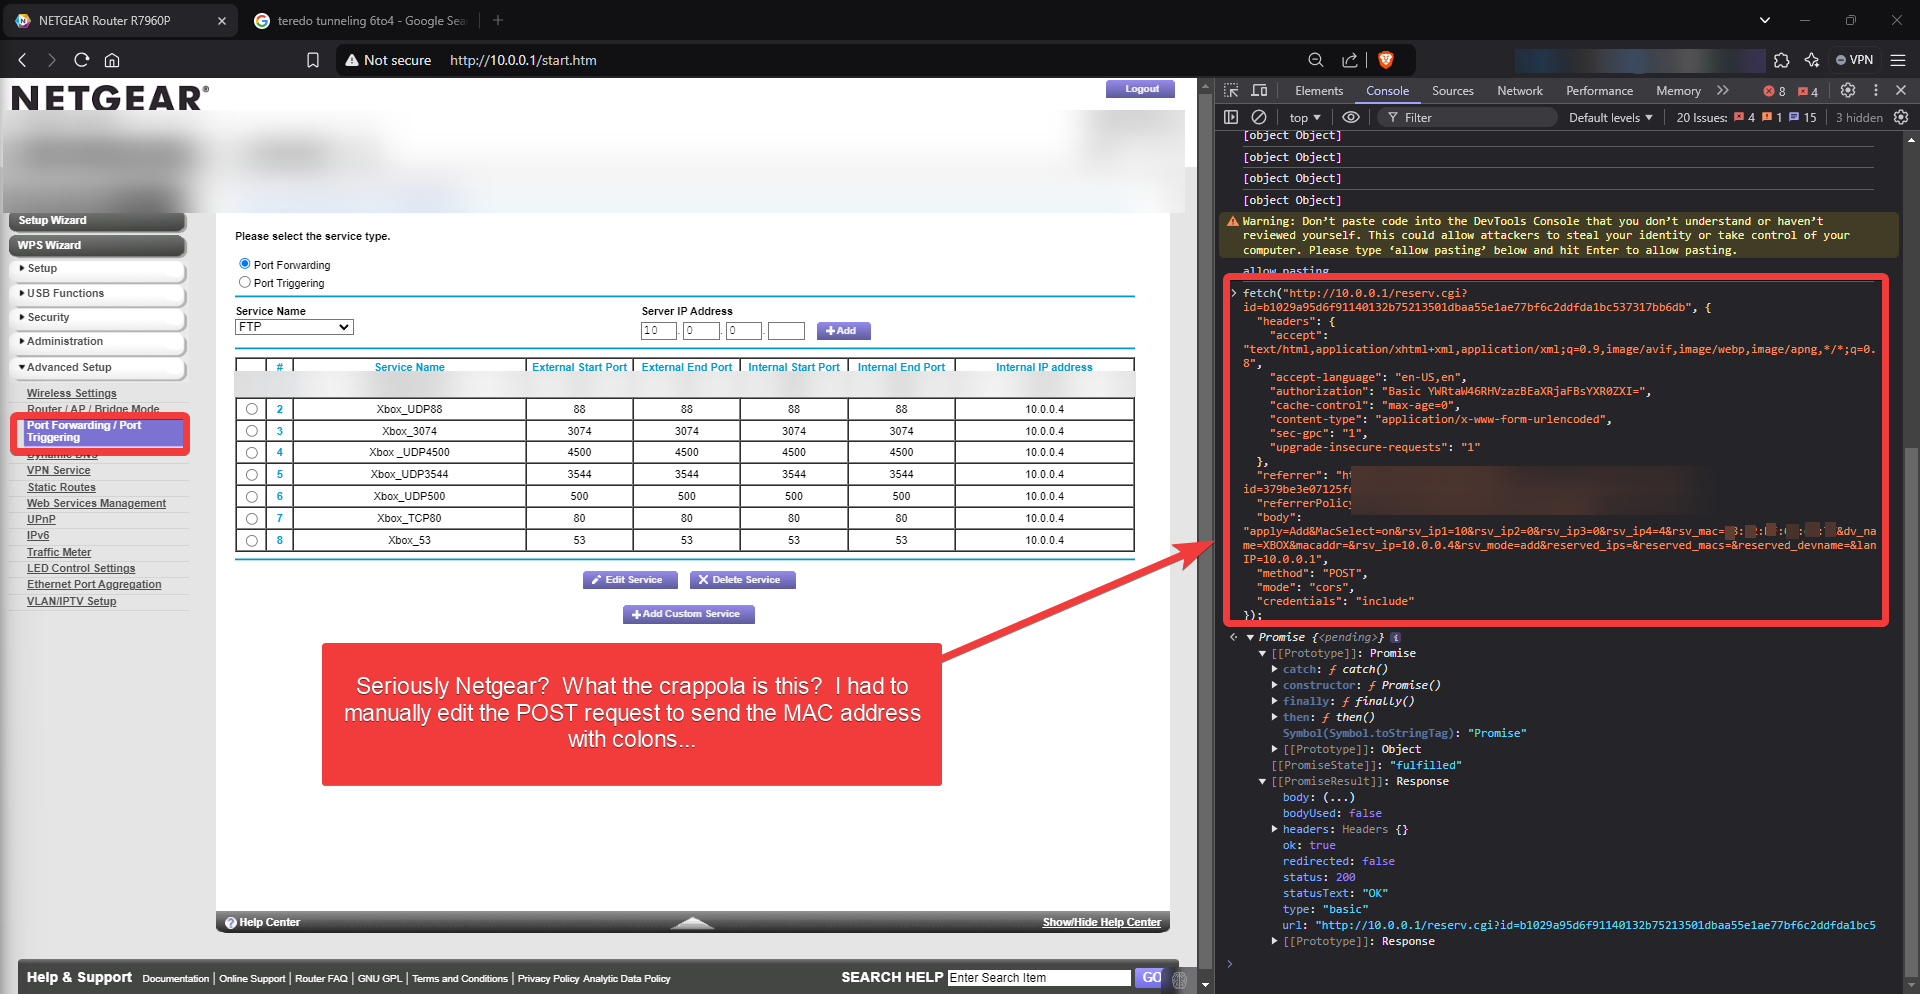 NETGEAR Router R7960P
teredo tunneling 6to4 - Google Sea
Not secure http://10.0.0.1/start.htm
VPN
NETGEAR®
Logout
Setup Wizard
WPS Wizard
Setup
USB Functions
Security
Administration
Advanced Setup
Wireless Settings
Router / AP / Bridge Mode
Port Forwarding / Port
Triggering
Dynamic DNS
VPN Service
Static Routes
Web Services Management
UPnP
IPv6
Traffic Meter
LED Control Settings
Ethernet Port Aggregation
VLAN/IPTV Setup
Please select the service type.
Port Forwarding
Port Triggering
Service Name
Server IP Address
FTP
10 . 0 . 0 .
Add
# Service Name External Start Port External End Port Internal Start Port Internal End Port Internal IP address
2 Xbox_UDP88 88 88 88 88 10.0.0.4
3 Xbox_3074 3074 3074 3074 3074 10.0.0.4
4 Xbox _UDP4500 4500 4500 4500 4500 10.0.0.4
5 Xbox_UDP3544 3544 3544 3544 3544 10.0.0.4
6 Xbox_UDP500 500 500 500 500 10.0.0.4
7 Xbox_TCP80 80 80 80 80 10.0.0.4
8 Xbox_53 53 53 53 53 10.0.0.4
Edit Service
Delete Service
Add Custom Service
Seriously Netgear?  What the crappola is this?  I had to
manually edit the POST request to send the MAC address
with colons...
Help Center
Show/Hide Help Center
Help & Support Documentation | Online Support | Router FAQ | GNU GPL | Terms and Conditions | Privacy Policy Analytic Data Policy
SEARCH HELP Enter Search Item GO
Elements Console Sources Network Performance Memory 8 4
top Filter Default levels 20 Issues: 4 1 15 3 hidden
[object Object]
[object Object]
[object Object]
[object Object]
Warning: Don’t paste code into the DevTools Console that you don’t understand or haven’t
reviewed yourself. This could allow attackers to steal your identity or take control of your
computer. Please type ‘allow pasting’ below and hit Enter to allow pasting.
allow pasting
fetch("http://10.0.0.1/reserv.cgi?
id=b1029a95d6f91140132b75213501dbaa55e1ae77bf6c2ddfda1bc537317bb6db", {
"headers": {
"accept":
"text/html,application/xhtml+xml,application/xml;q=0.9,image/avif,image/webp,image/apng,*/*;q=0.
8",
"accept-language": "en-US,en",
"authorization": "Basic YWRtaW46RHVzazBEaXRjaFBsYXR0ZXI=",
"cache-control": "max-age=0",
"content-type": "application/x-www-form-urlencoded",
"sec-gpc": "1",
"upgrade-insecure-requests": "1"
},
"referrer": "ht
id=379be3e07125f
"referrerPolicy
"body":
"apply=Add&MacSelect=on&rsv_ip1=10&rsv_ip2=0&rsv_ip3=0&rsv_ip4=4&rsv_mac= &dv_na
me=XBOX&macaddr=&rsv_ip=10.0.0.4&rsv_mode=add&reserved_ips=&reserved_macs=&reserved_devname=&lan
IP=10.0.0.1",
"method": "POST",
"mode": "cors",
"credentials": "include"
});
Promise {<pending>}
[[Prototype]]: Promise
catch: ƒ catch()
constructor: ƒ Promise()
finally: ƒ finally()
then: ƒ then()
Symbol(Symbol.toStringTag): "Promise"
[[Prototype]]: Object
[[PromiseState]]: "fulfilled"
[[PromiseResult]]: Response
body: (...)
bodyUsed: false
headers: Headers {}
ok: true
redirected: false
status: 200
statusText: "OK"
type: "basic"
url: "http://10.0.0.1/reserv.cgi?id=b1029a95d6f91140132b75213501dbaa55e1ae77bf6c2ddfda1bc5
[[Prototype]]: Response